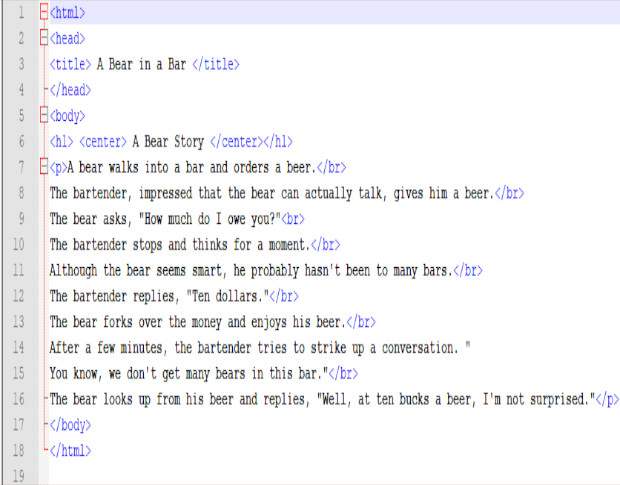 1 <html>
2 <head>
3 <title> A Bear in a Bar </title>
4 </head>
5 <body>
6 <h1> <center> A Bear Story </center></h1>
7 <p>A bear walks into a bar and orders a beer.</br>
8 The bartender, impressed that the bear can actually talk, gives him a beer.</br>
9 The bear asks, "How much do I owe you?"<br>
10 The bartender stops and thinks for a moment.</br>
11 Although the bear seems smart, he probably hasn't been to many bars.</br>
12 The bartender replies, "Ten dollars."</br>
13 The bear forks over the money and enjoys his beer.</br>
14 After a few minutes, the bartender tries to strike up a conversation. "
15 You know, we don't get many bears in this bar."</br>
16 The bear looks up from his beer and replies, "Well, at ten bucks a beer, I'm not surprised."</p>
17 </body>
18 </html>
19